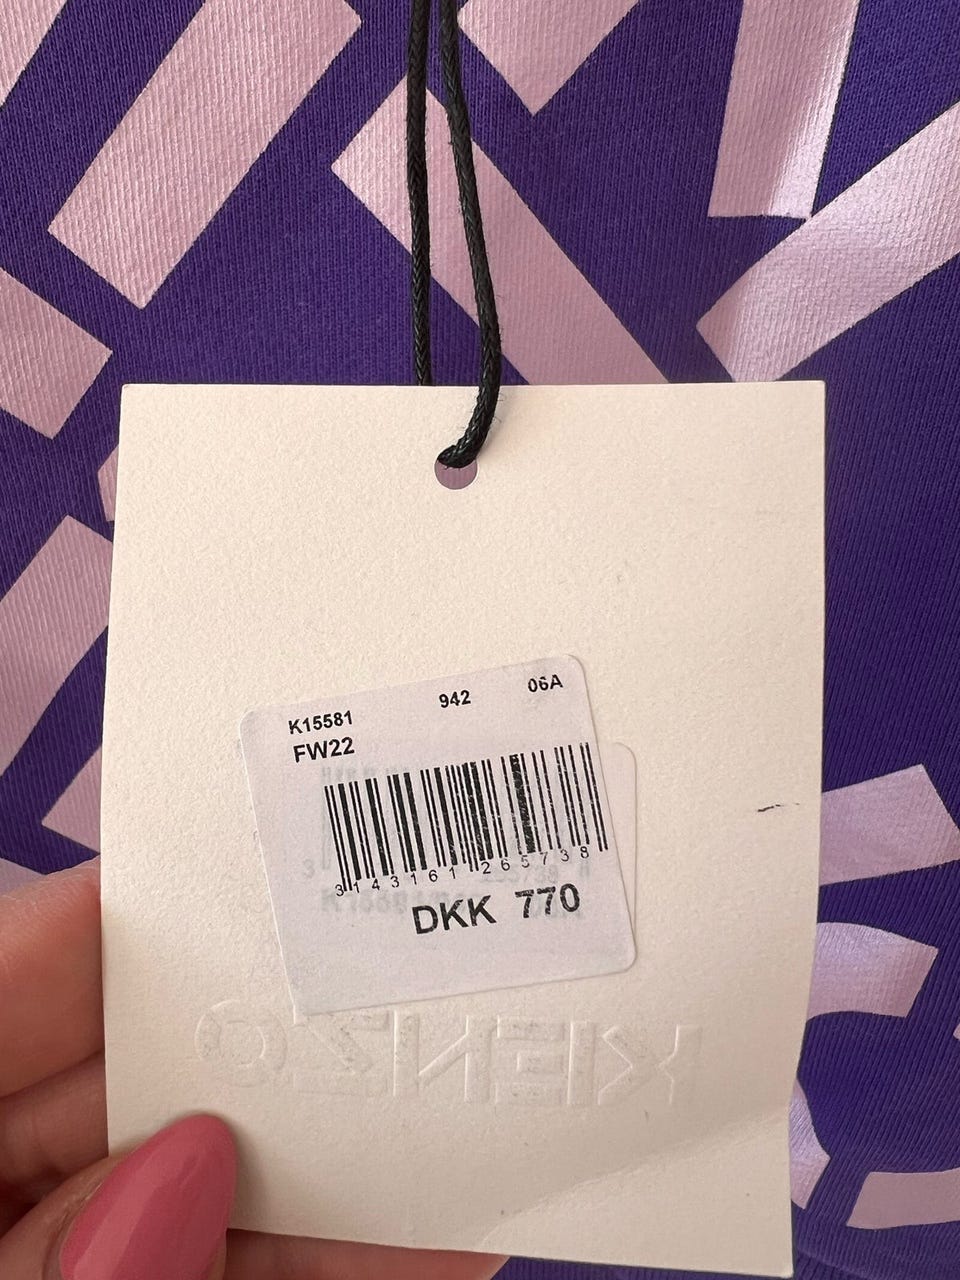 K15581 942 06A
FW22
3143161265738
DKK 770
KENZO